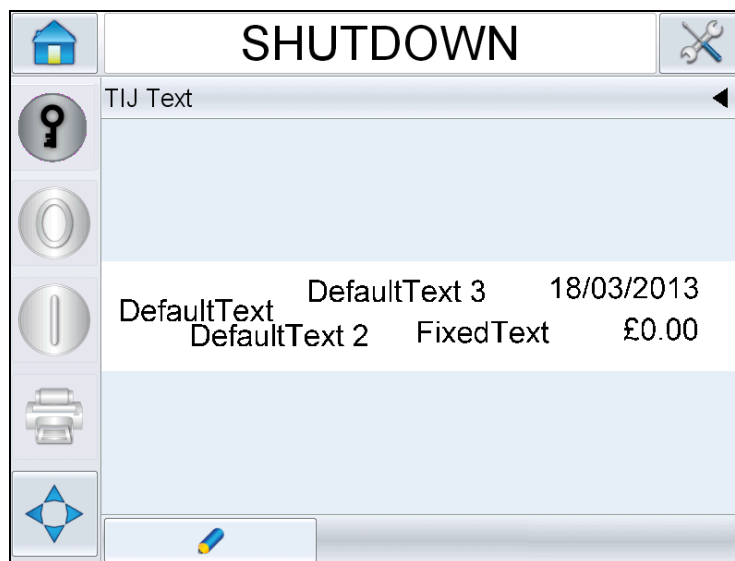 SHUTDOWN
TIJ Text
DefaultText 3 18/03/2013
DefaultText
DefaultText 2 FixedText £0.00